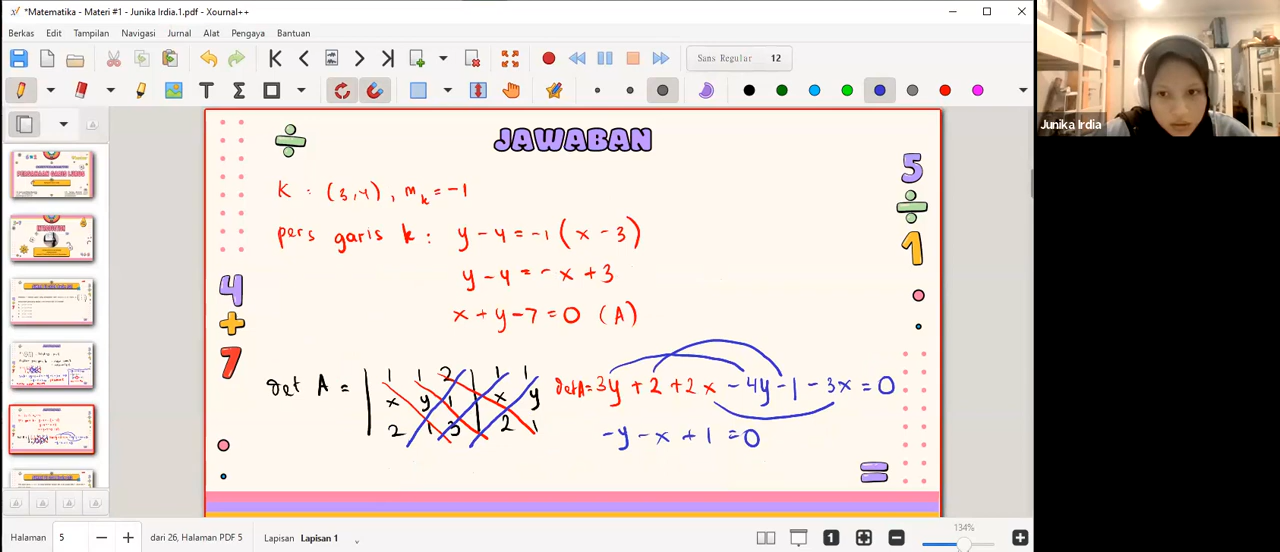 *Matematika - Materi #1 - Junika Irdia.1.pdf - Xournal++
Berkas Edit Tampilan Navigasi Jurnal Alat Pengaya Bantuan
Sans Regular 12
JAWABAN
K : (3,4), m_k = -1
pers garis k : y - 4 = -1 (x - 3)
y - 4 = -x + 3
x + y - 7 = 0 (A)
det A = | 1 1 2 | 1 1
x y 1 | x y
2 1 3 | 2 1
det A = 3y + 2 + 2x - 4y - 1 - 3x = 0
-y - x + 1 = 0
4 + 7
5 ÷ 1 =
PERSAMAAN GARIS LURUS
Junika Irdia
Halaman 5 dari 26, Halaman PDF 5 Lapisan Lapisan 1
134%